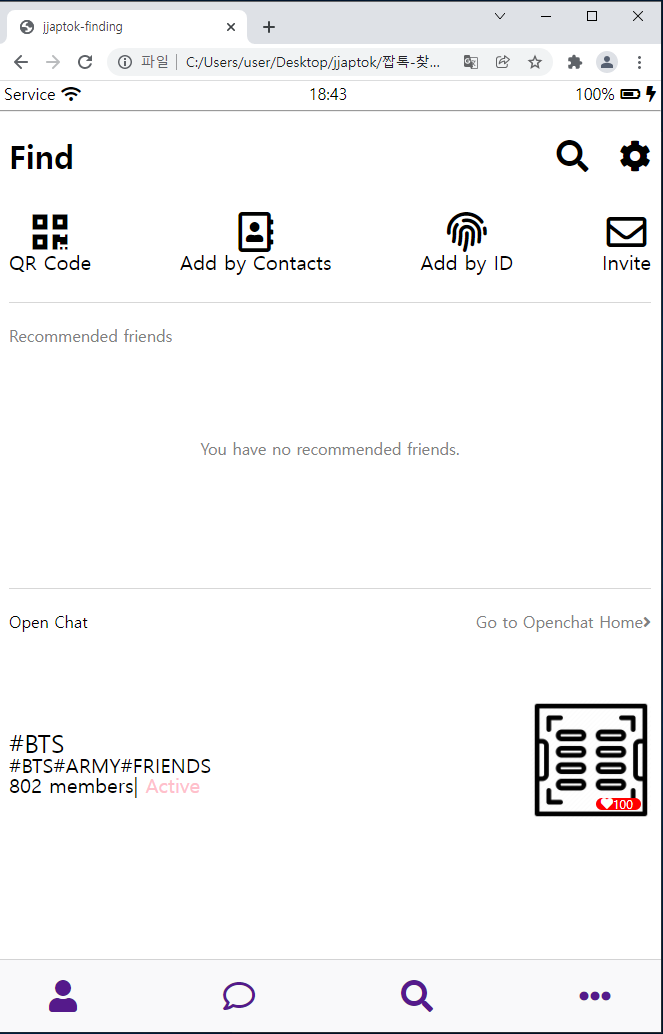 jjaptok-finding
파일 | C:/Users/user/Desktop/jjaptok/짭톡-찾...
Service 18:43 100%
Find
QR Code Add by Contacts Add by ID Invite
Recommended friends
You have no recommended friends.
Open Chat Go to Openchat Home
#BTS
#BTS#ARMY#FRIENDS
802 members| Active
100